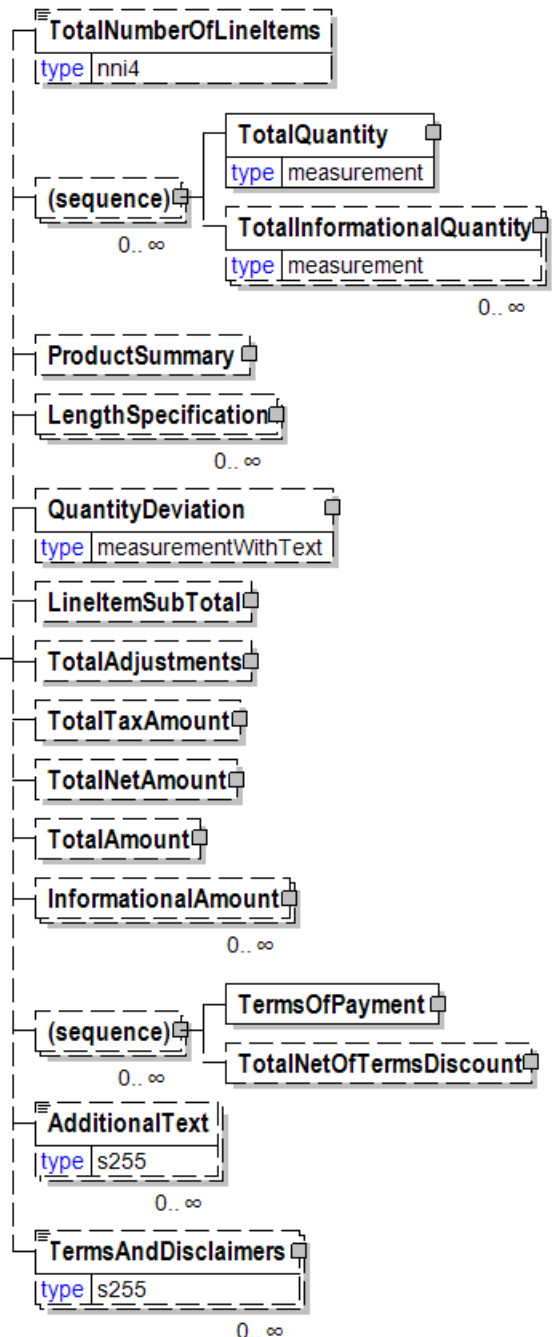 TotalNumberOfLineItems
type nni4
TotalQuantity
type measurement
(sequence)
0.. ∞
TotalInformationalQuantity
type measurement
0.. ∞
ProductSummary
LengthSpecification
0.. ∞
QuantityDeviation
type measurementWithText
LineItemSubTotal
TotalAdjustments
TotalTaxAmount
TotalNetAmount
TotalAmount
InformationalAmount
0.. ∞
TermsOfPayment
(sequence)
0.. ∞
TotalNetOfTermsDiscount
AdditionalText
type s255
0.. ∞
TermsAndDisclaimers
type s255
0.. ∞